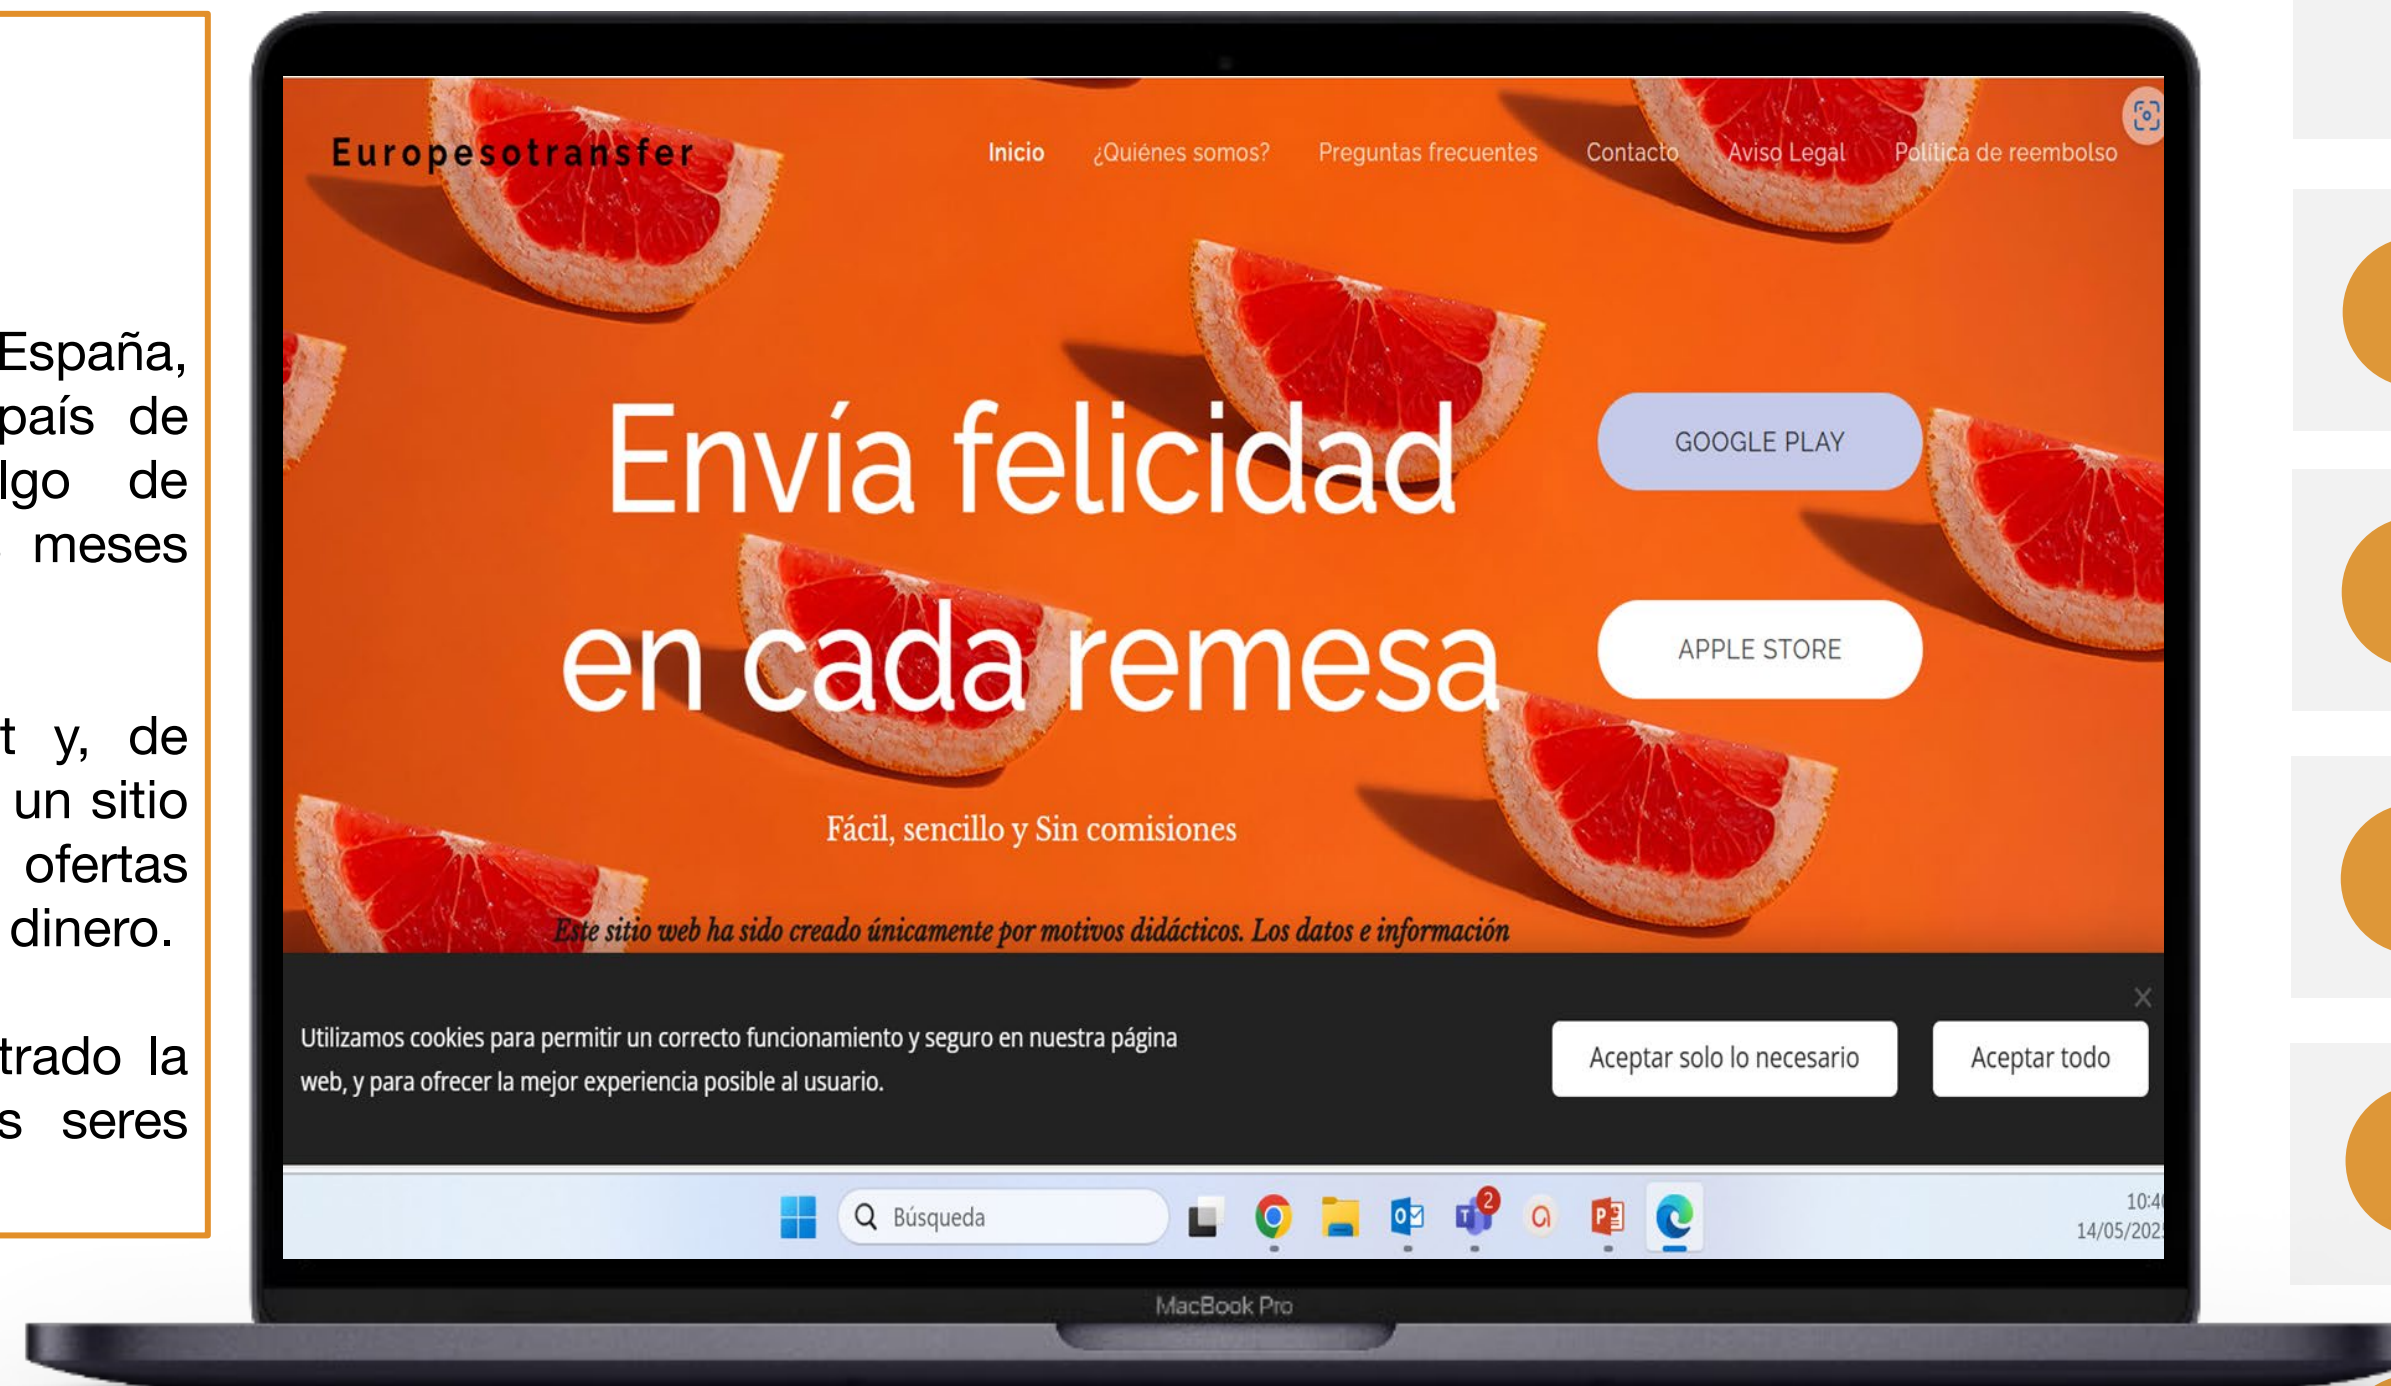 España,
país de
de
meses
y, de
un sitio
ofertas
dinero.
la
seres
Europesotransfer
Inicio ¿Quiénes somos? Preguntas frecuentes Contacto Aviso Legal Política de reembolso
Envía felicidad
en cada remesa
GOOGLE PLAY
APPLE STORE
Fácil, sencillo y Sin comisiones
Este sitio web ha sido creado únicamente por motivos didácticos. Los datos e información
Utilizamos cookies para permitir un correcto funcionamiento y seguro en nuestra página
web, y para ofrecer la mejor experiencia posible al usuario.
Aceptar solo lo necesario
Aceptar todo
Búsqueda
2
MacBook Pro